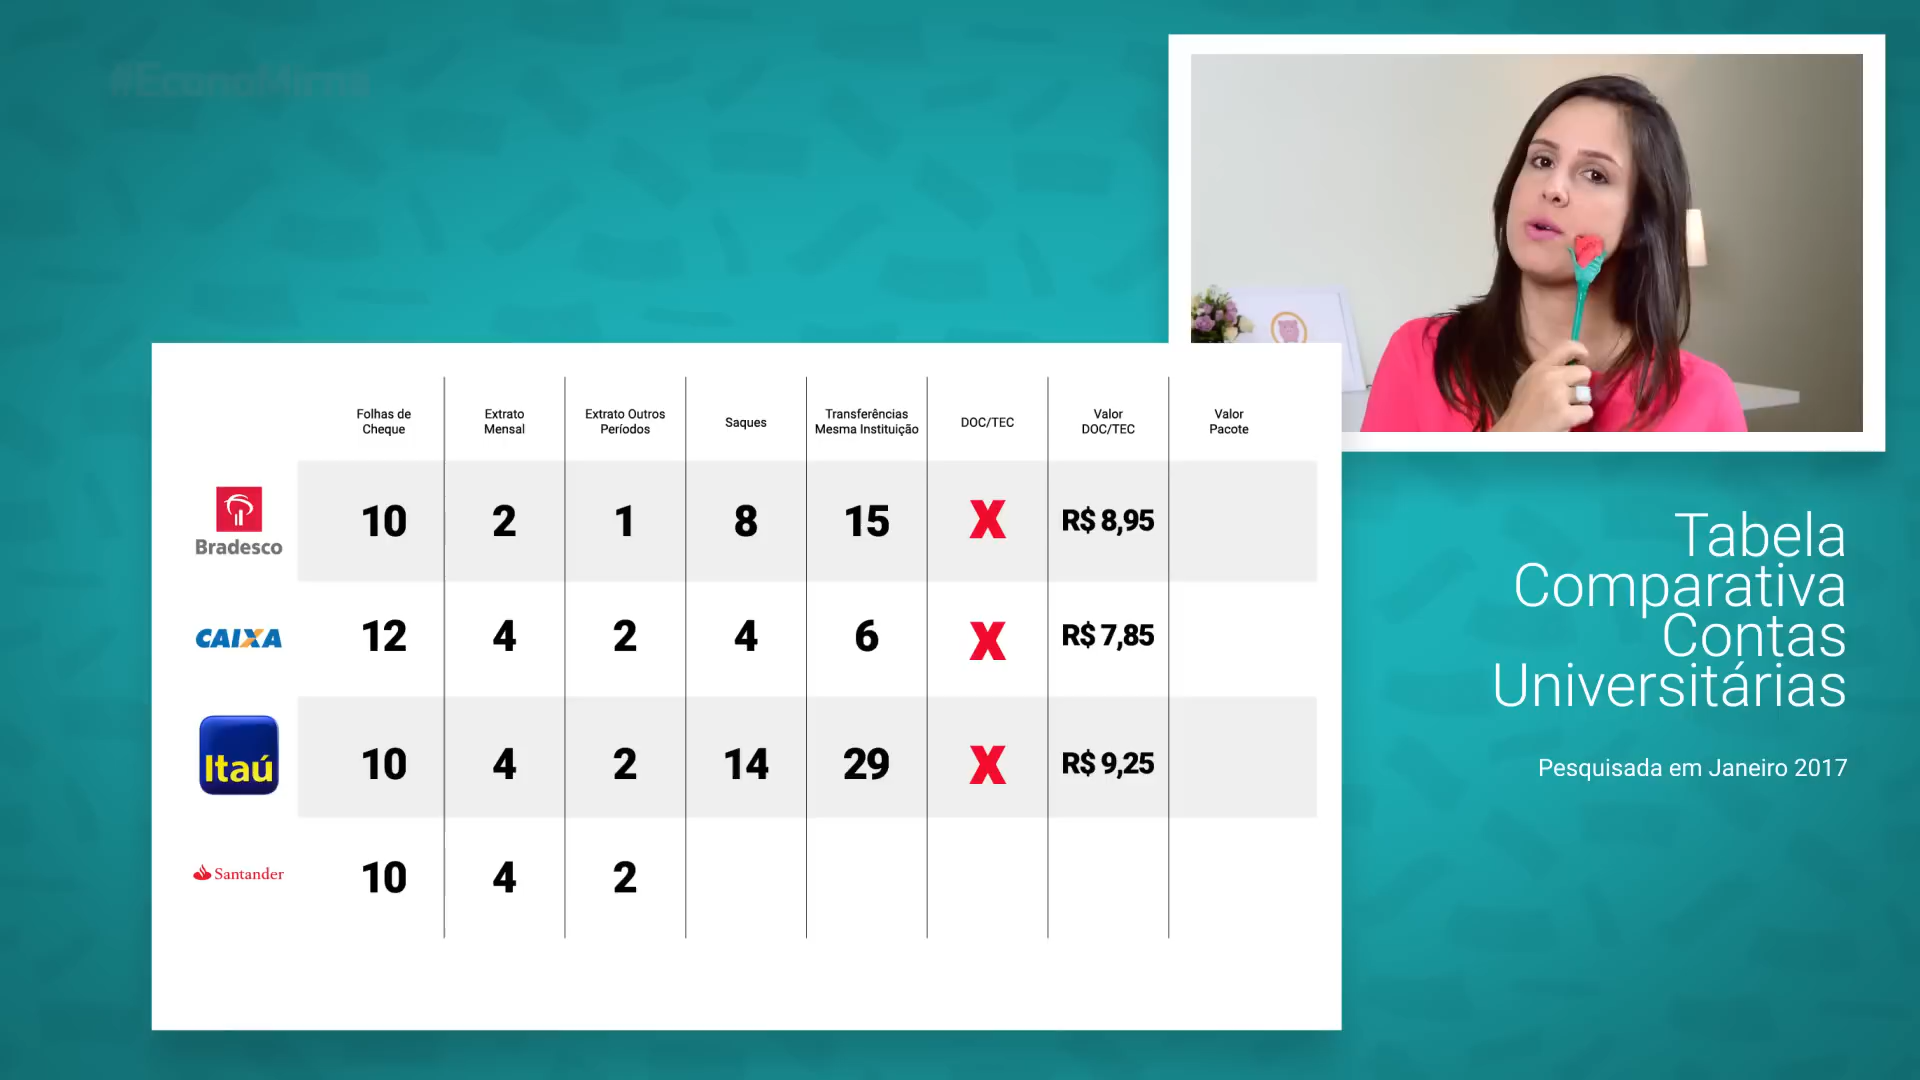 #EconoMirna
Folhas de
Cheque
Extrato
Mensal
Extrato Outros
Períodos
Saques
Transferências
Mesma Instituição
DOC/TEC
Valor
DOC/TEC
Valor
Pacote
Bradesco
10 2 1 8 15 X R$ 8,95
CAIXA
12 4 2 4 6 X R$ 7,85
Itaú
10 4 2 14 29 X R$ 9,25
Santander
10 4 2
Tabela
Comparativa
Contas
Universitárias
Pesquisada em Janeiro 2017